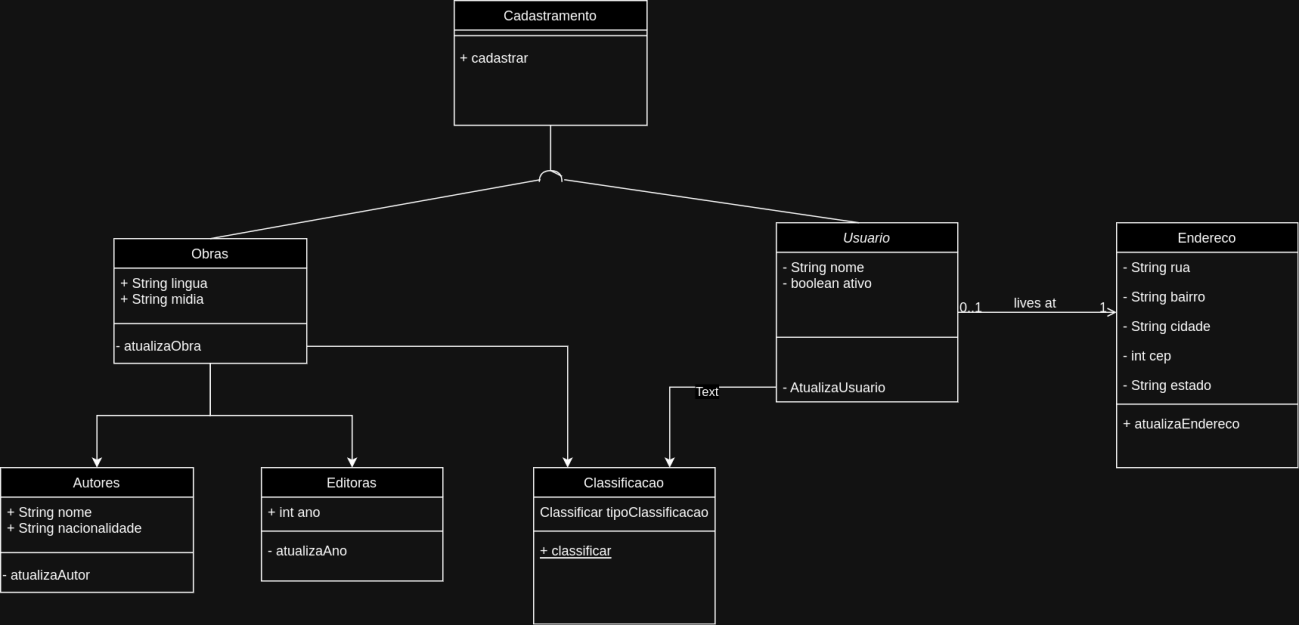 Cadastramento
+ cadastrar
Obras
+ String lingua
+ String midia
- atualizaObra
Usuario
- String nome
- boolean ativo
- AtualizaUsuario
0..1
lives at
1
Endereco
- String rua
- String bairro
- String cidade
- int cep
- String estado
+ atualizaEndereco
Text
Autores
+ String nome
+ String nacionalidade
- atualizaAutor
Editoras
+ int ano
- atualizaAno
Classificacao
Classificar tipoClassificacao
+ classificar